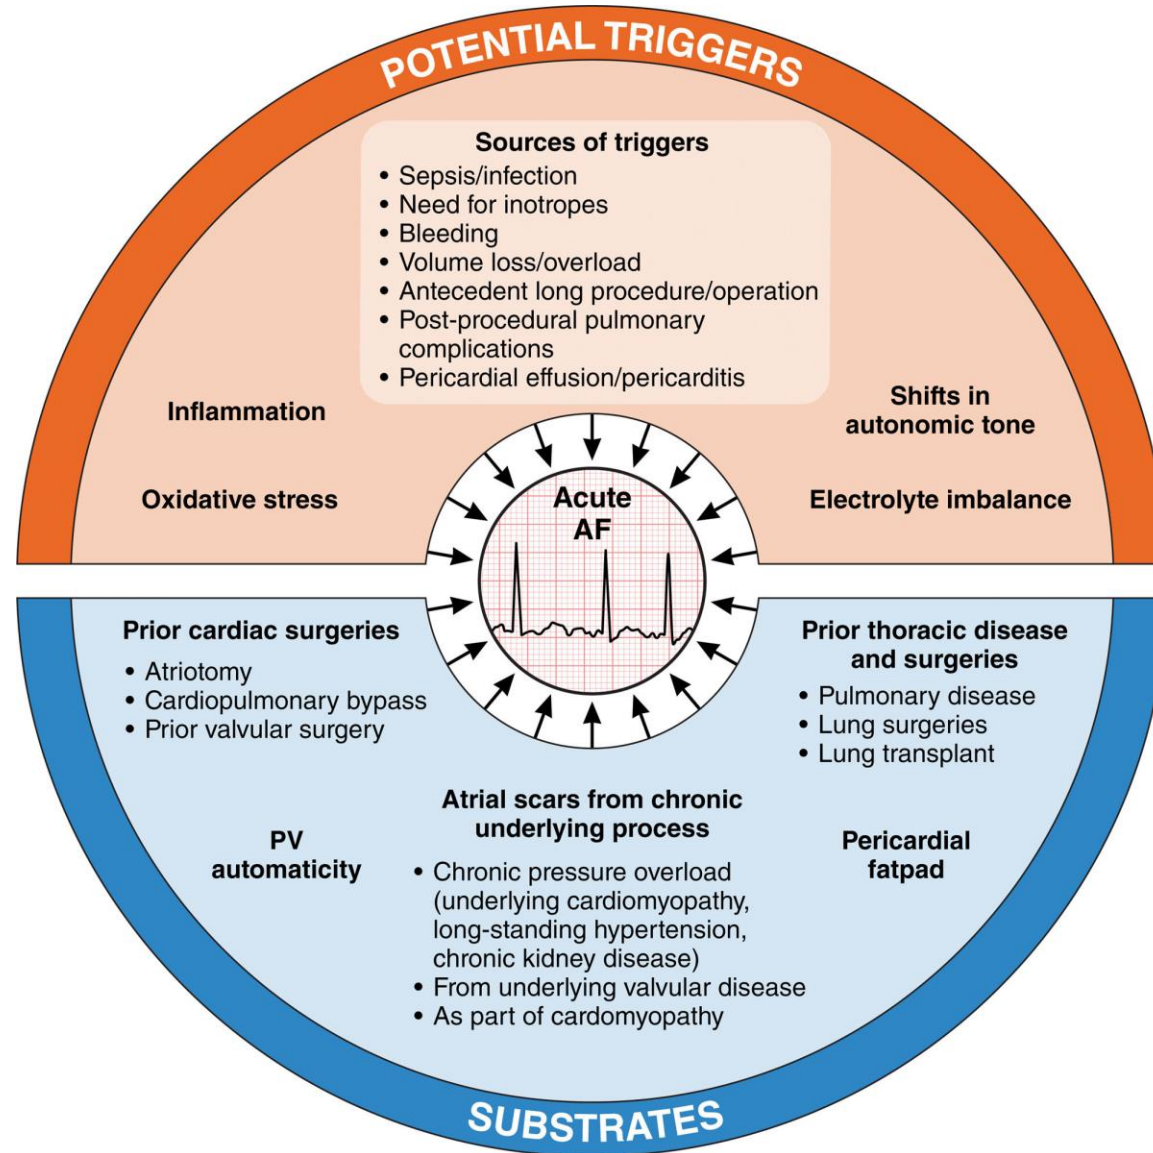 POTENTIAL TRIGGERS
Sources of triggers
• Sepsis/infection
• Need for inotropes
• Bleeding
• Volume loss/overload
• Antecedent long procedure/operation
• Post-procedural pulmonary
complications
• Pericardial effusion/pericarditis
Inflammation
Oxidative stress
Shifts in
autonomic tone
Electrolyte imbalance
Acute
AF
Prior cardiac surgeries
• Atriotomy
• Cardiopulmonary bypass
• Prior valvular surgery
Prior thoracic disease
and surgeries
• Pulmonary disease
• Lung surgeries
• Lung transplant
PV
automaticity
Atrial scars from chronic
underlying process
• Chronic pressure overload
(underlying cardiomyopathy,
long-standing hypertension,
chronic kidney disease)
• From underlying valvular disease
• As part of cardomyopathy
Pericardial
fatpad
SUBSTRATES